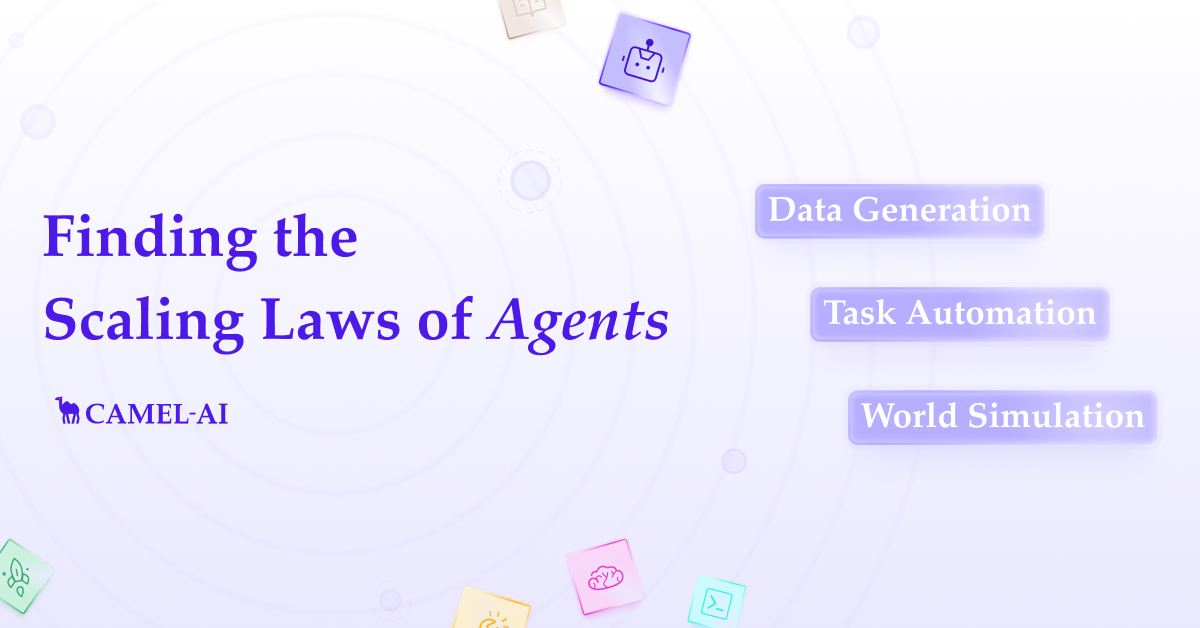 Finding the
Scaling Laws of Agents
CAMEL-AI
Data Generation
Task Automation
World Simulation